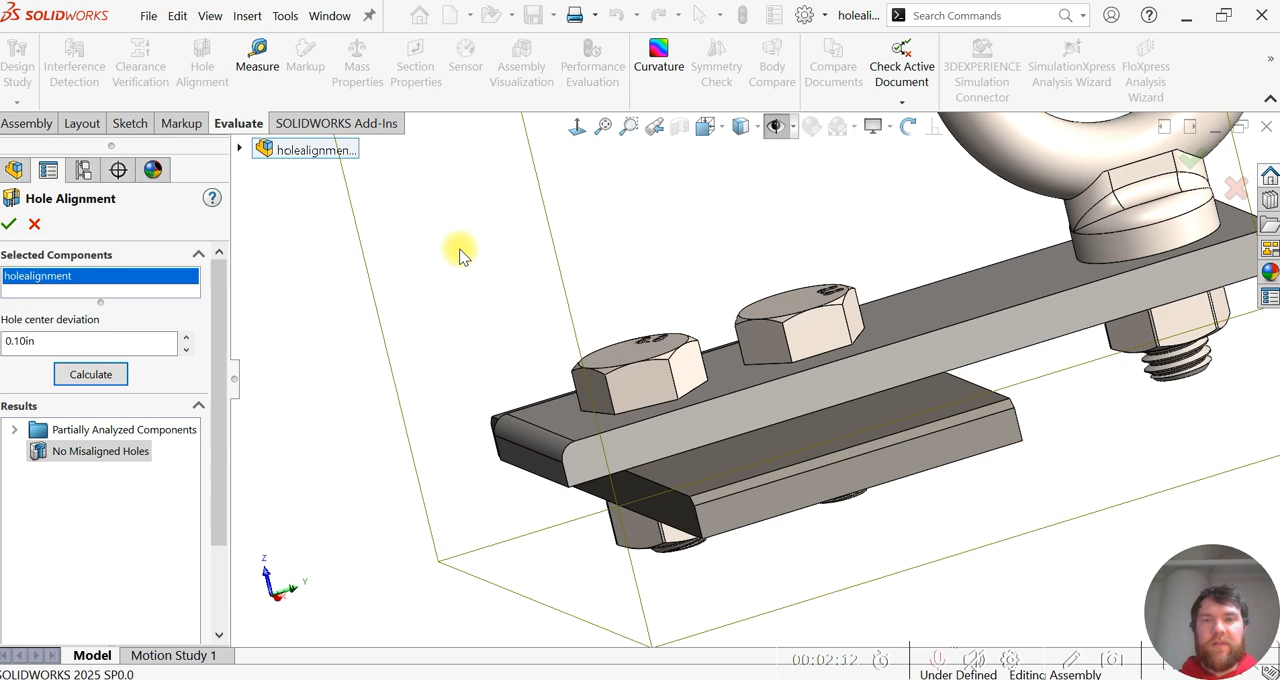 SOLIDWORKS File Edit View Insert Tools Window holeali... Search Commands
Design Study
Interference Detection
Clearance Verification
Hole Alignment
Measure
Markup
Mass Properties
Section Properties
Sensor
Assembly Visualization
Performance Evaluation
Curvature
Symmetry Check
Body Compare
Compare Documents
Check Active Document
3DEXPERIENCE Simulation Connector
SimulationXpress Analysis Wizard
FloXpress Analysis Wizard
Assembly Layout Sketch Markup Evaluate SOLIDWORKS Add-Ins
holealignmen...
Hole Alignment
Selected Components
holealignment
Hole center deviation
0.10in
Calculate
Results
Partially Analyzed Components
No Misaligned Holes
Z
Y
Model Motion Study 1
00:02:12
SOLIDWORKS 2025 SP0.0
Under Defined Editing Assembly